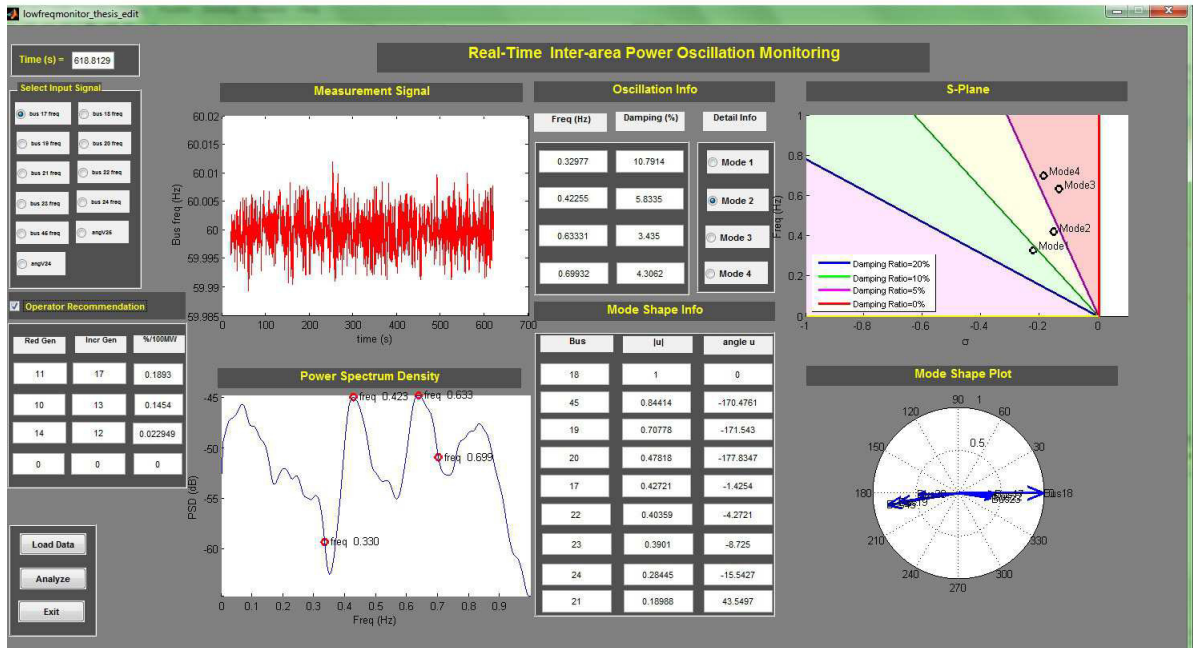 lowfreqmonitor_thesis_edit
Real-Time Inter-area Power Oscillation Monitoring
Time (s) = 618.8129
Select Input Signal
bus 17 freq bus 18 freq
bus 19 freq bus 20 freq
bus 21 freq bus 22 freq
bus 23 freq bus 24 freq
bus 45 freq angV35
angV24
Operator Recommendation
Red Gen Incr Gen %/100MW
11 17 0.1893
10 13 0.1454
14 12 0.022949
0 0 0
Load Data
Analyze
Exit
Measurement Signal
60.02
60.015
60.01
60.005
60
59.995
59.99
59.985
Bus freq (Hz)
0 100 200 300 400 500 600 700
time (s)
Power Spectrum Density
-45
-50
-55
-60
PSD (dB)
freq 0.423
freq 0.633
freq 0.699
freq 0.330
0 0.1 0.2 0.3 0.4 0.5 0.6 0.7 0.8 0.9
Freq (Hz)
Oscillation Info
Freq (Hz) Damping (%) Detail Info
0.32977 10.7914 Mode 1
0.42255 5.8335 Mode 2
0.63331 3.435 Mode 3
0.69932 4.3062 Mode 4
Mode Shape Info
Bus |u| angle u
18 1 0
45 0.84414 -170.4761
19 0.70778 -171.543
20 0.47818 -177.8347
17 0.42721 -1.4254
22 0.40359 -4.2721
23 0.3901 -8.725
24 0.28445 -15.5427
21 0.18988 43.5497
S-Plane
1
0.8
0.6
0.4
0.2
0
Freq (Hz)
Mode4
Mode3
Mode2
Mode1
Damping Ratio=20%
Damping Ratio=10%
Damping Ratio=5%
Damping Ratio=0%
-1 -0.8 -0.6 -0.4 -0.2 0
σ
Mode Shape Plot
90 1
120 60
0.5
150 30
180
Bus18
210 330
240 300
270